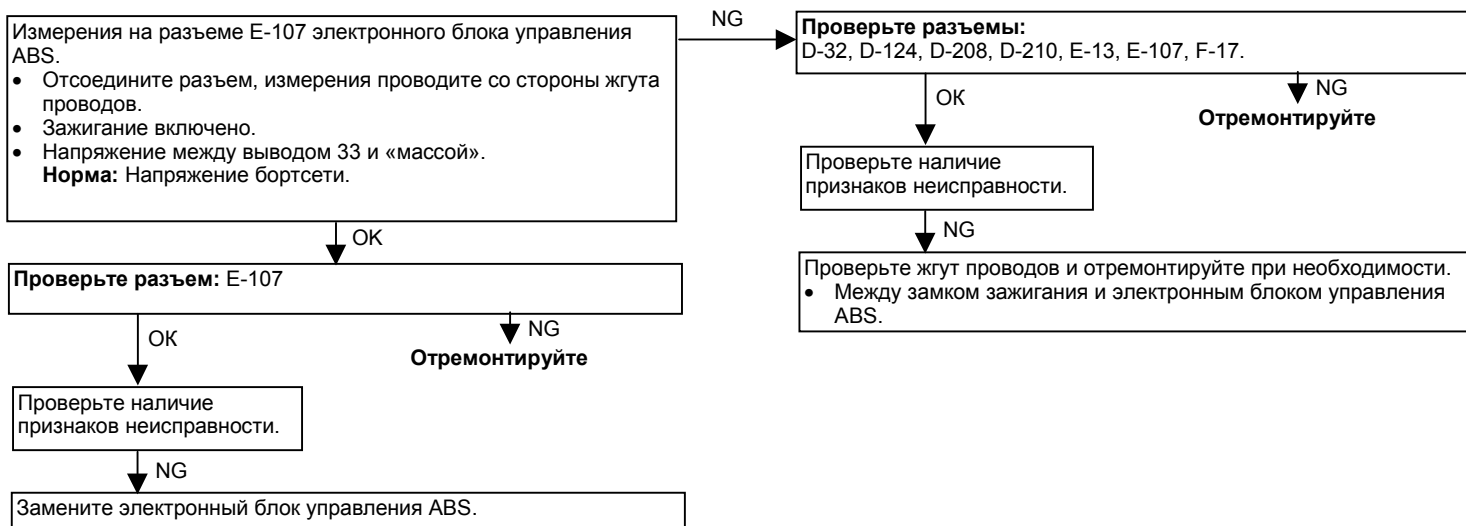 Измерения на разъеме E-107 электронного блока управления
ABS.
• Отсоедините разъем, измерения проводите со стороны жгута
проводов.
• Зажигание включено.
• Напряжение между выводом 33 и «массой».
Норма: Напряжение бортсети.
NG
Проверьте разъемы:
D-32, D-124, D-208, D-210, E-13, E-107, F-17.
OK
NG
Отремонтируйте
Проверьте наличие
признаков неисправности.
NG
Проверьте жгут проводов и отремонтируйте при необходимости.
• Между замком зажигания и электронным блоком управления
ABS.
OK
Проверьте разъем: E-107
OK
NG
Отремонтируйте
Проверьте наличие
признаков неисправности.
NG
Замените электронный блок управления ABS.